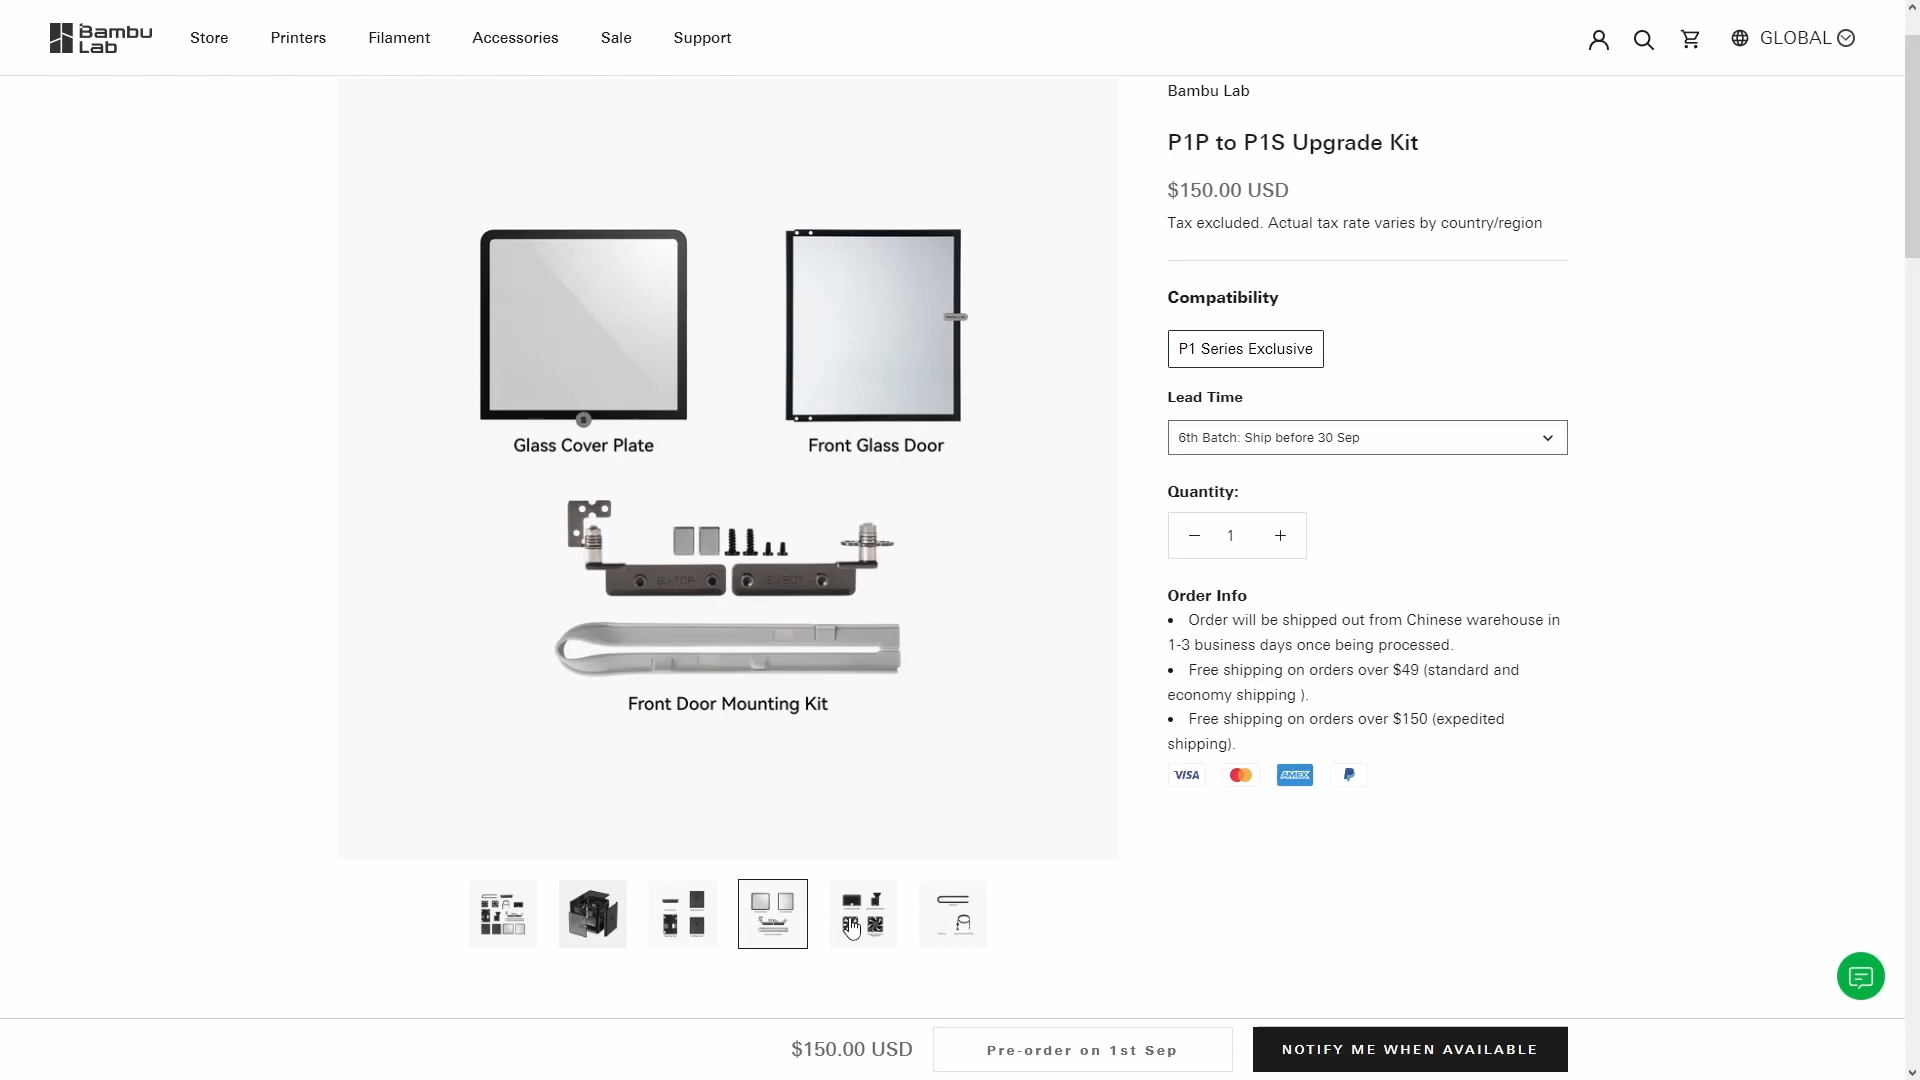 Bambu Lab
Store
Printers
Filament
Accessories
Sale
Support
GLOBAL
Bambu Lab
P1P to P1S Upgrade Kit
$150.00 USD
Tax excluded. Actual tax rate varies by country/region
Compatibility
P1 Series Exclusive
Lead Time
6th Batch: Ship before 30 Sep
Quantity:
1
Order Info
• Order will be shipped out from Chinese warehouse in
1-3 business days once being processed.
• Free shipping on orders over $49 (standard and
economy shipping ).
• Free shipping on orders over $150 (expedited
shipping).
VISA
AMEX
Glass Cover Plate
Front Glass Door
Front Door Mounting Kit
$150.00 USD
Pre-order on 1st Sep
NOTIFY ME WHEN AVAILABLE